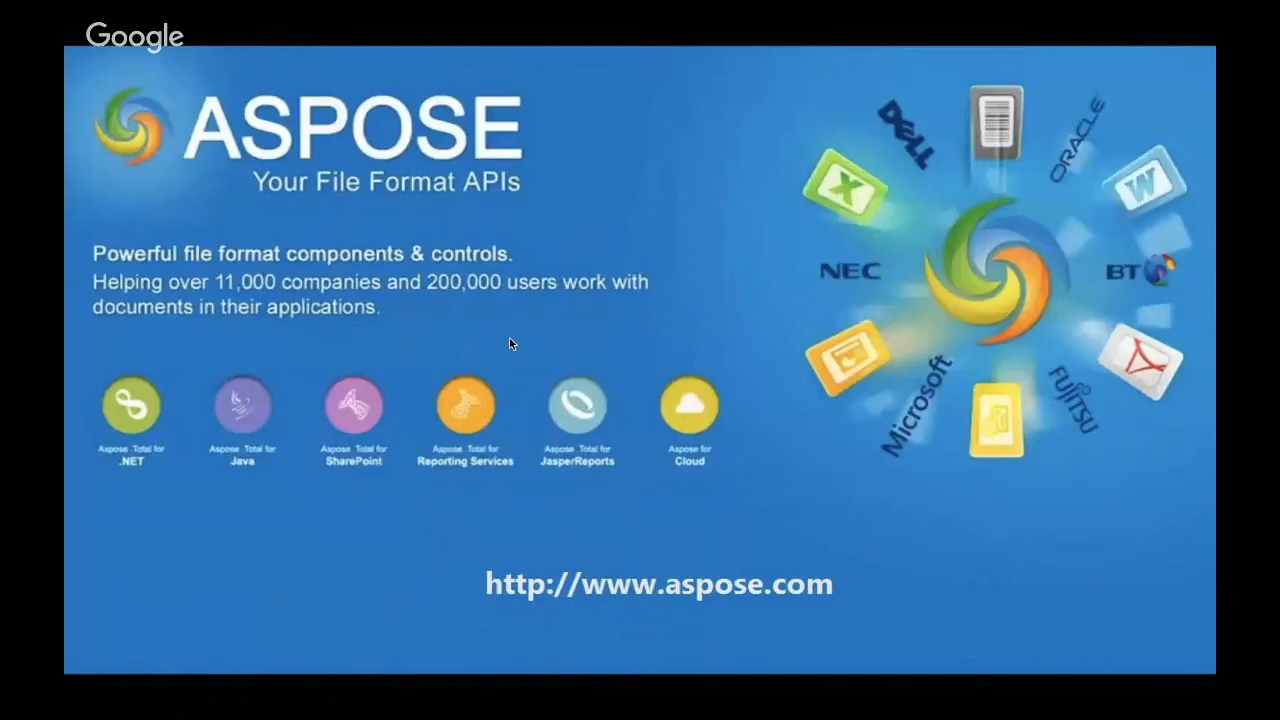 Google
ASPOSE
Your File Format APIs
Powerful file format components & controls.
Helping over 11,000 companies and 200,000 users work with
documents in their applications.
Aspose Total for
.NET
Aspose Total for
Java
Aspose Total for
SharePoint
Aspose Total for
Reporting Services
Aspose Total for
JasperReports
Aspose for
Cloud
DELL
ORACLE
X
W
NEC
BT
Microsoft
FUJITSU
http://www.aspose.com